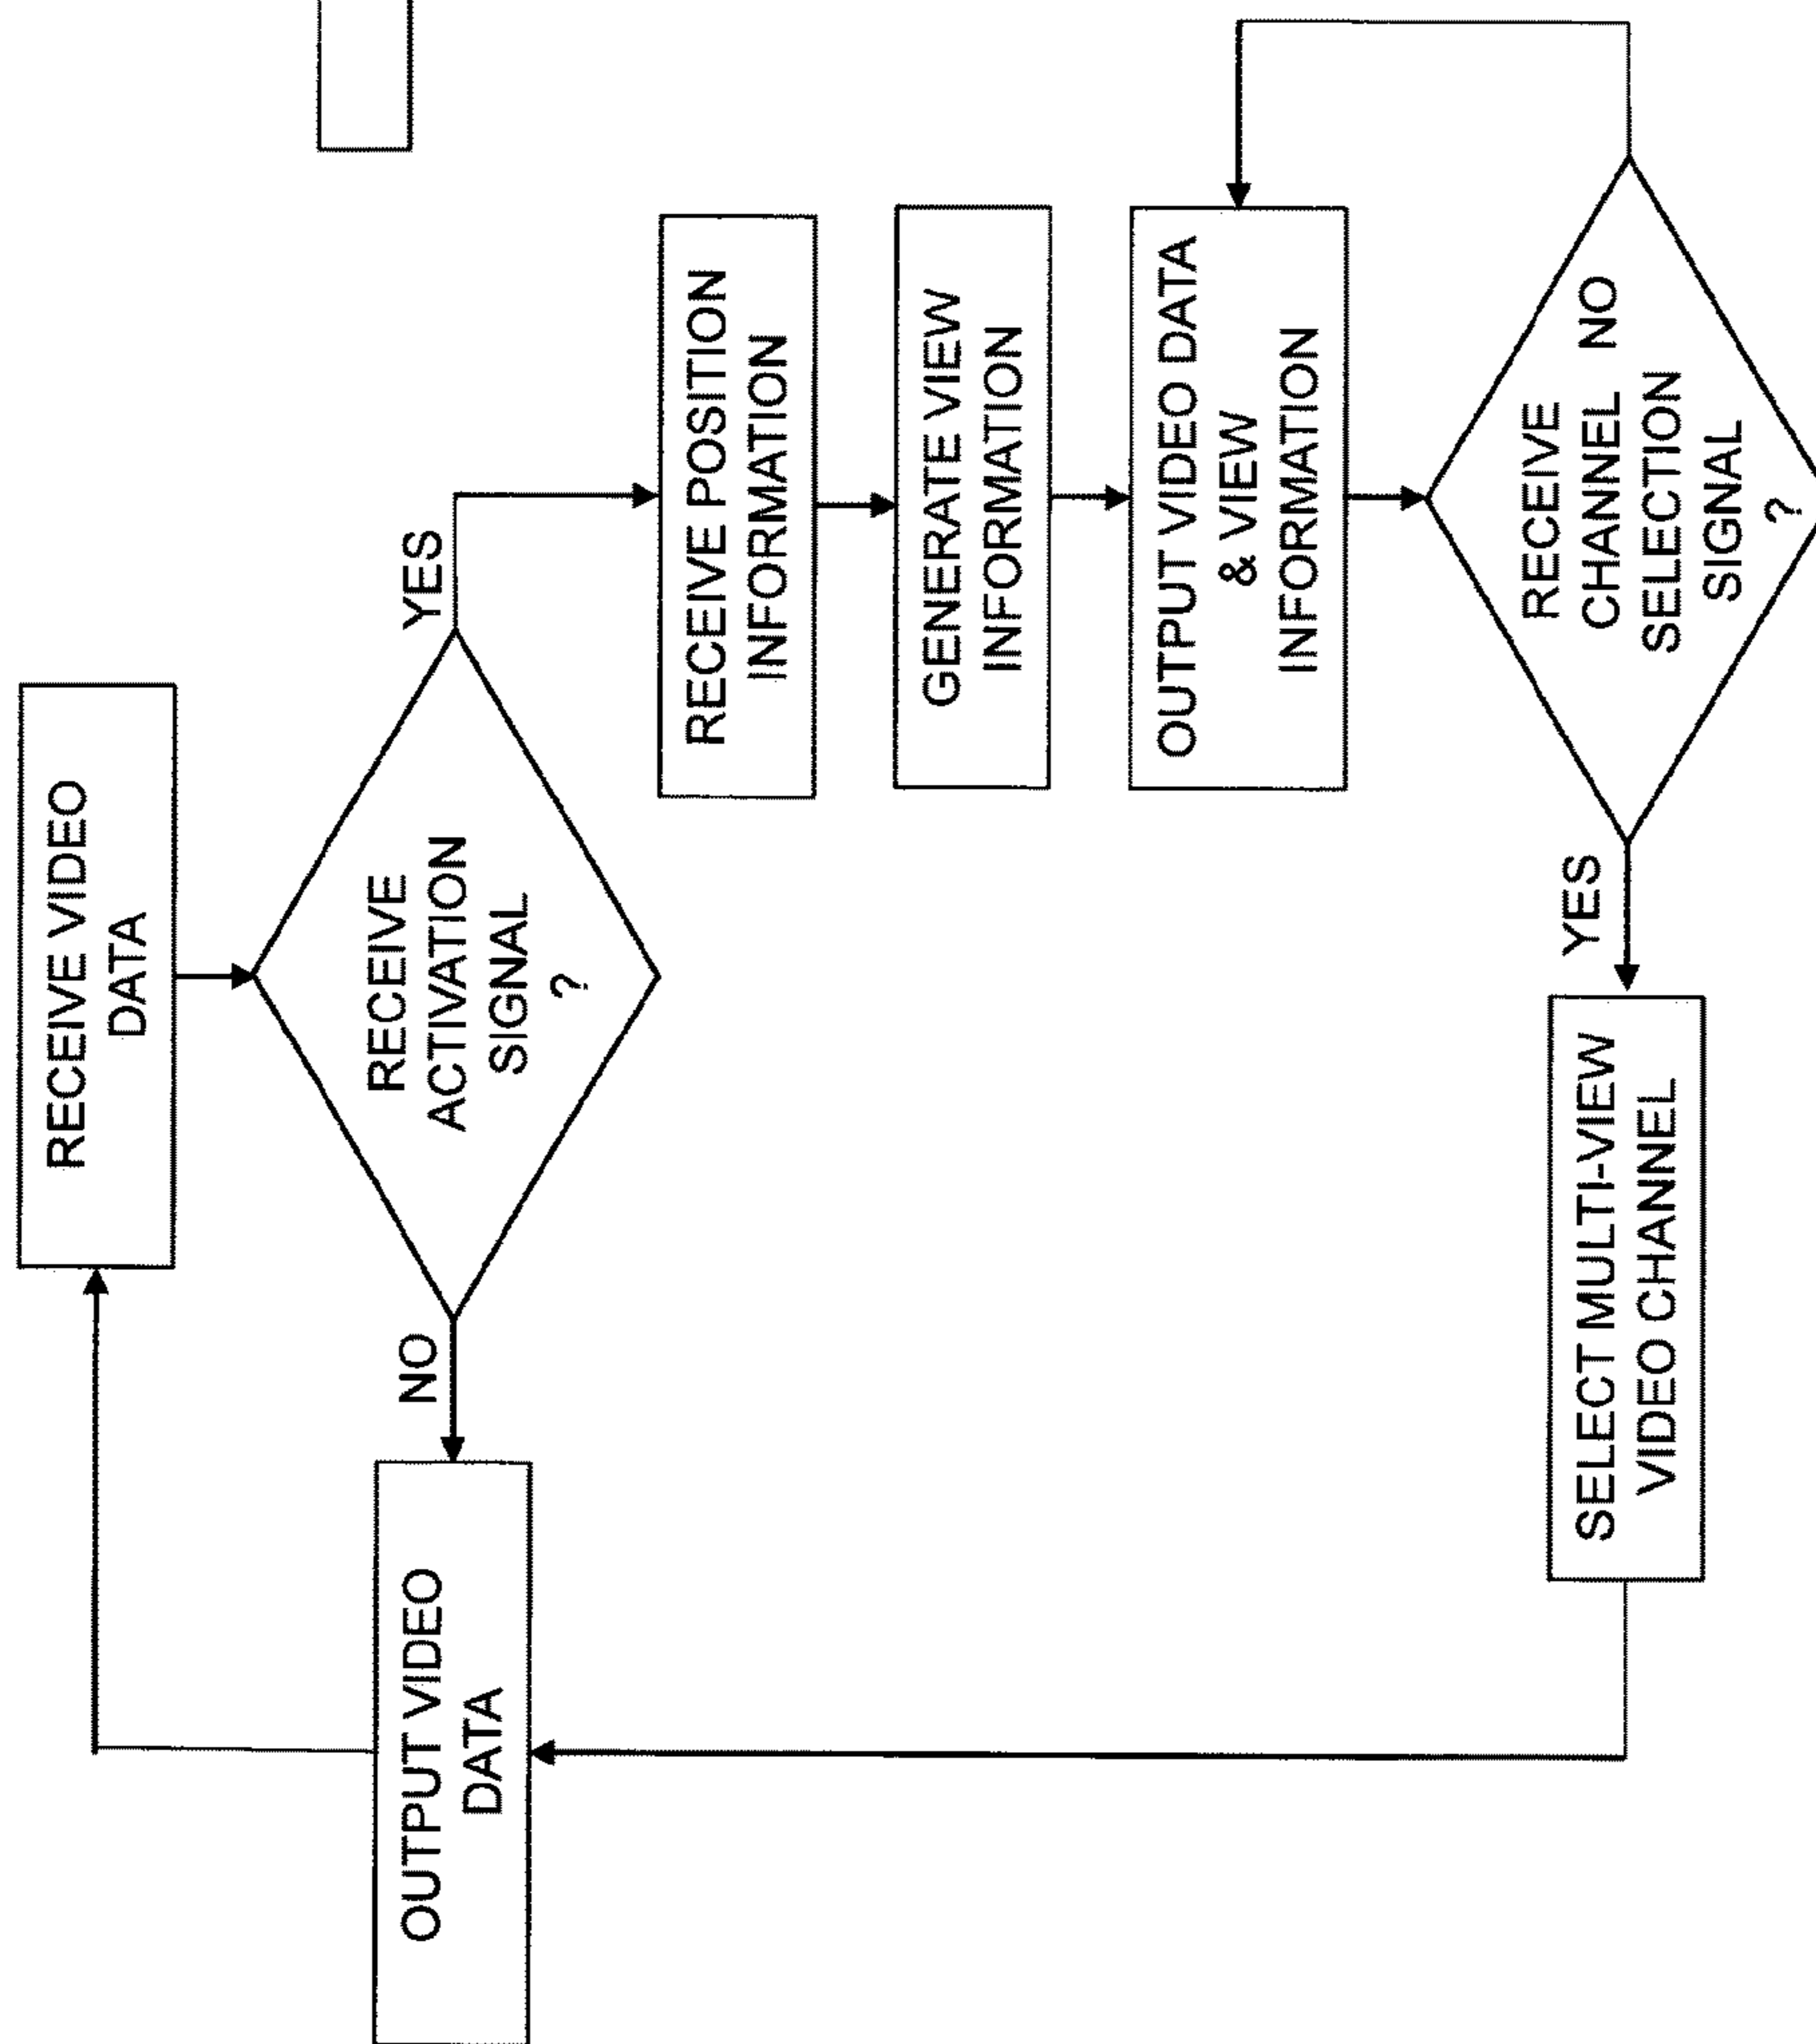 RECEIVE VIDEO
DATA
RECEIVE
ACTIVATION
SIGNAL
?
YES
NO
OUTPUT VIDEO
DATA
RECEIVE POSITION
INFORMATION
GENERATE VIEW
INFORMATION
OUTPUT VIDEO DATA
& VIEW
INFORMATION
RECEIVE
CHANNEL
SELECTION
SIGNAL
?
NO
YES
SELECT MULTI-VIEW
VIDEO CHANNEL